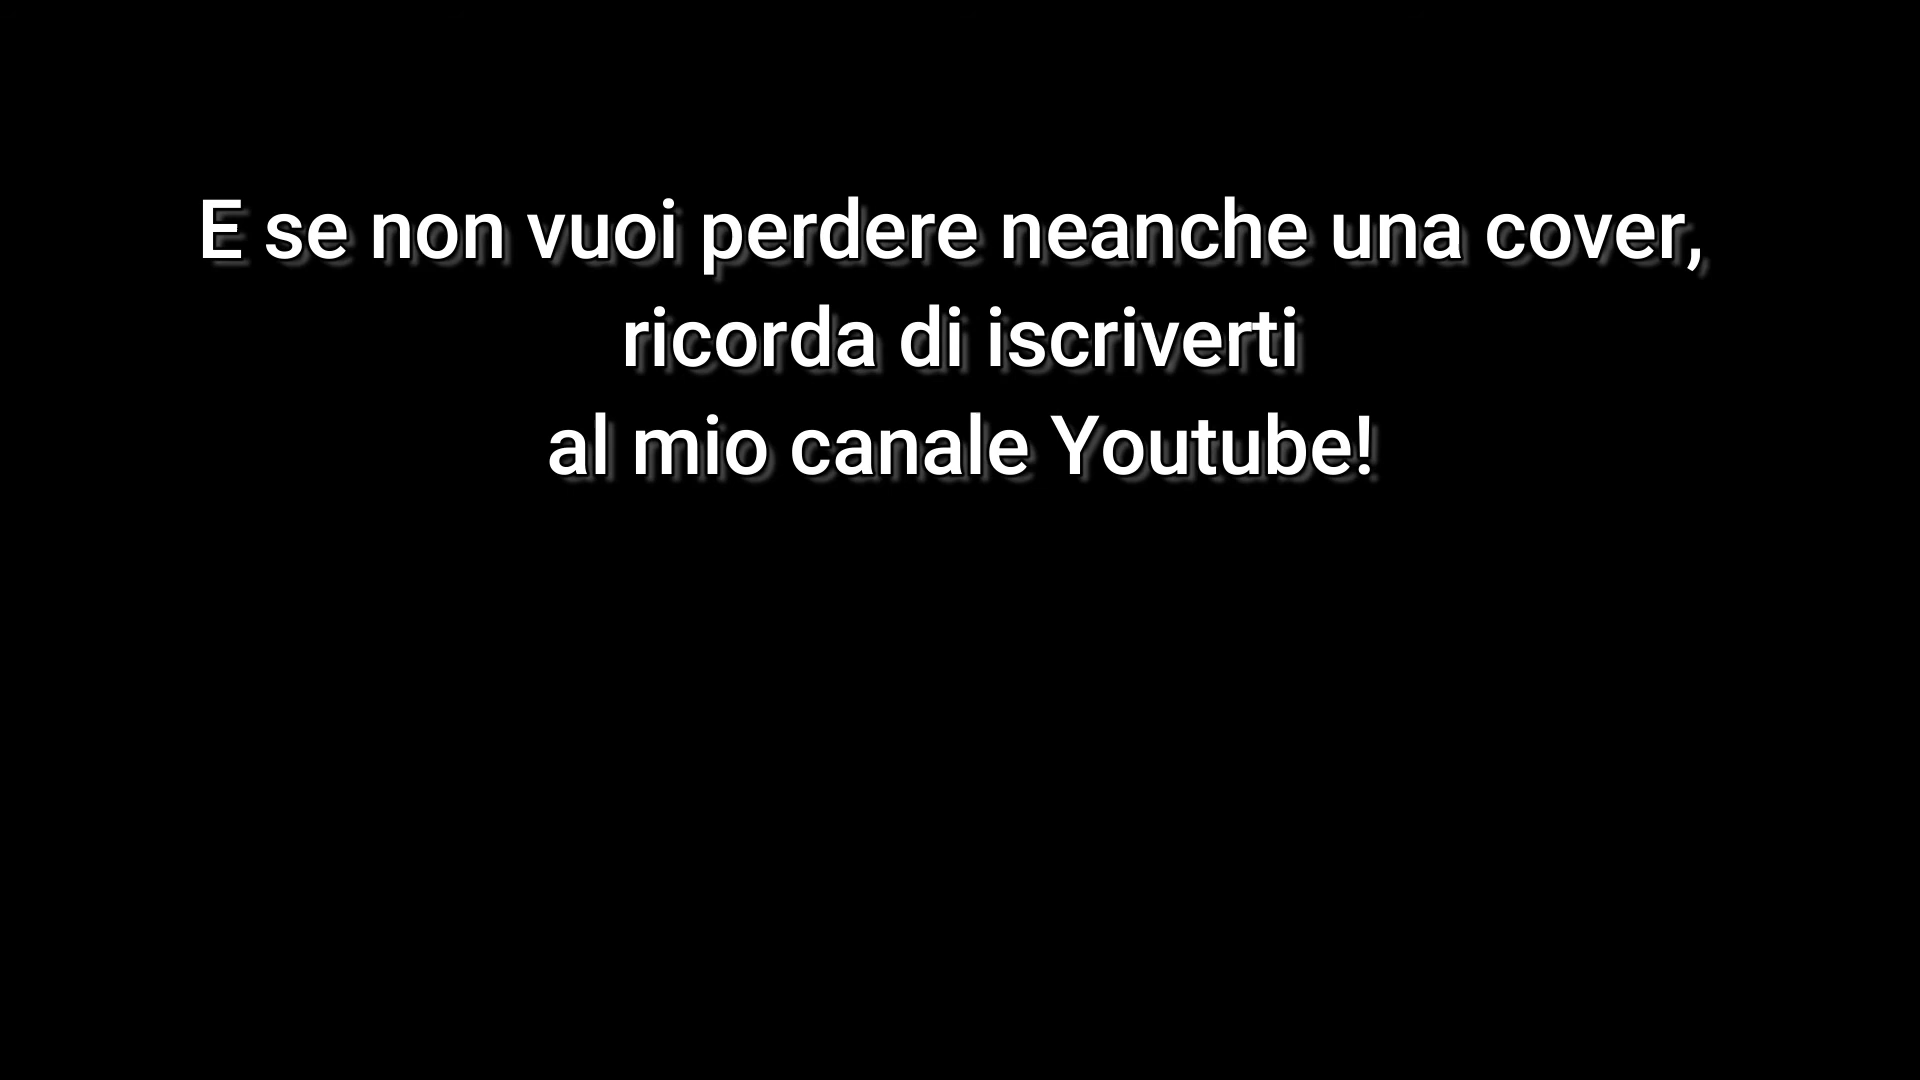 E se non vuoi perdere neanche una cover,
ricorda di iscriverti
al mio canale Youtube!